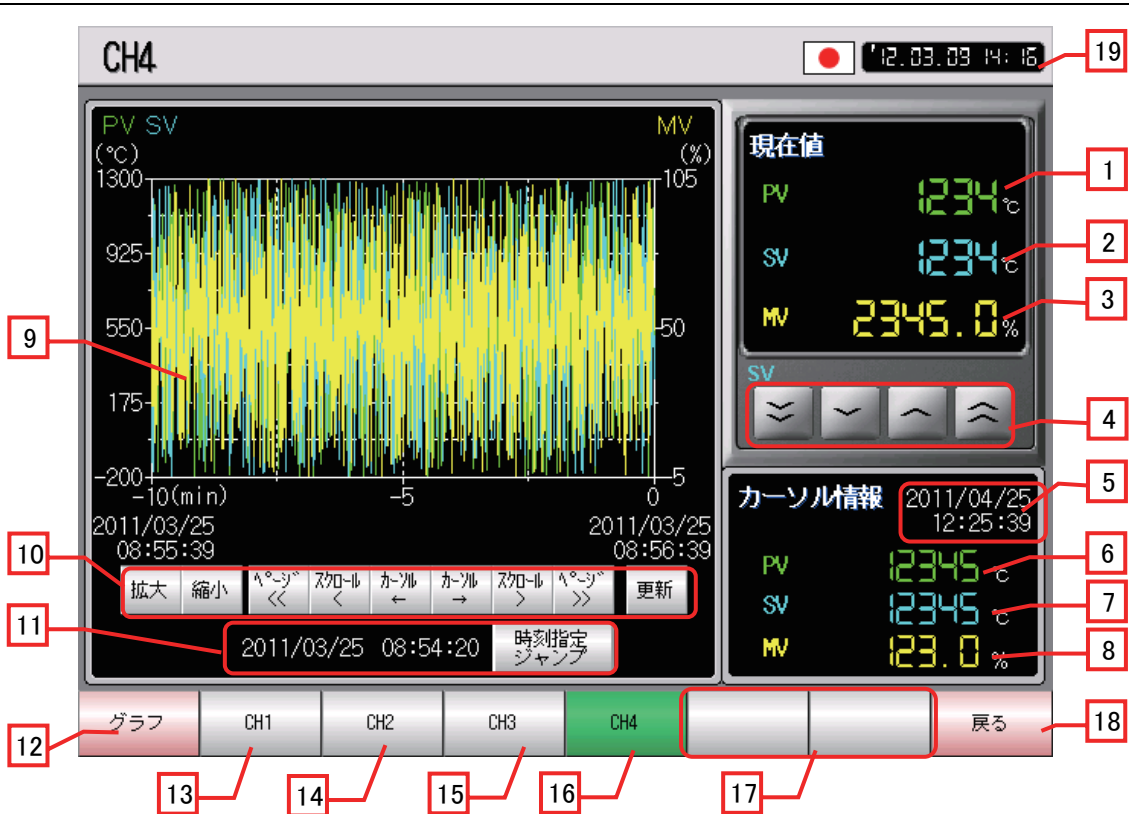 CH4
'12.03.09 14:16
19
PV SV
MV
(℃)
(%)
1300
105
925
550
50
175
-200
-5
-10(min)
-5
0
2011/03/25
08:55:39
2011/03/25
08:56:39
拡大
縮小
ページ
<<
スクロール
<
カーソル
←
カーソル
→
スクロール
>
ページ
>>
更新
2011/03/25 08:54:20
時刻指定
ジャンプ
現在値
PV 1234 ℃
SV 1234 ℃
MV 2345.0 %
SV
カーソル情報
2011/04/25
12:25:39
PV 12345 ℃
SV 12345 ℃
MV 123.0 %
グラフ
CH1
CH2
CH3
CH4
戻る
1
2
3
4
5
6
7
8
9
10
11
12
13
14
15
16
17
18